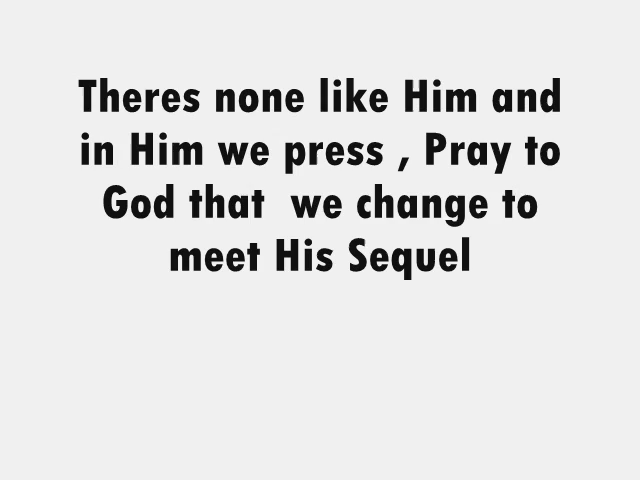 Theres none like Him and
in Him we press , Pray to
God that  we change to
meet His Sequel